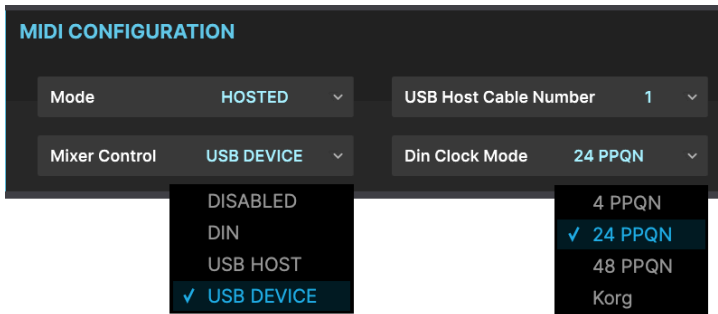 MIDI CONFIGURATION
Mode HOSTED
USB Host Cable Number 1
Mixer Control USB DEVICE
Din Clock Mode 24 PPQN
DISABLED
DIN
USB HOST
✓ USB DEVICE
4 PPQN
✓ 24 PPQN
48 PPQN
Korg